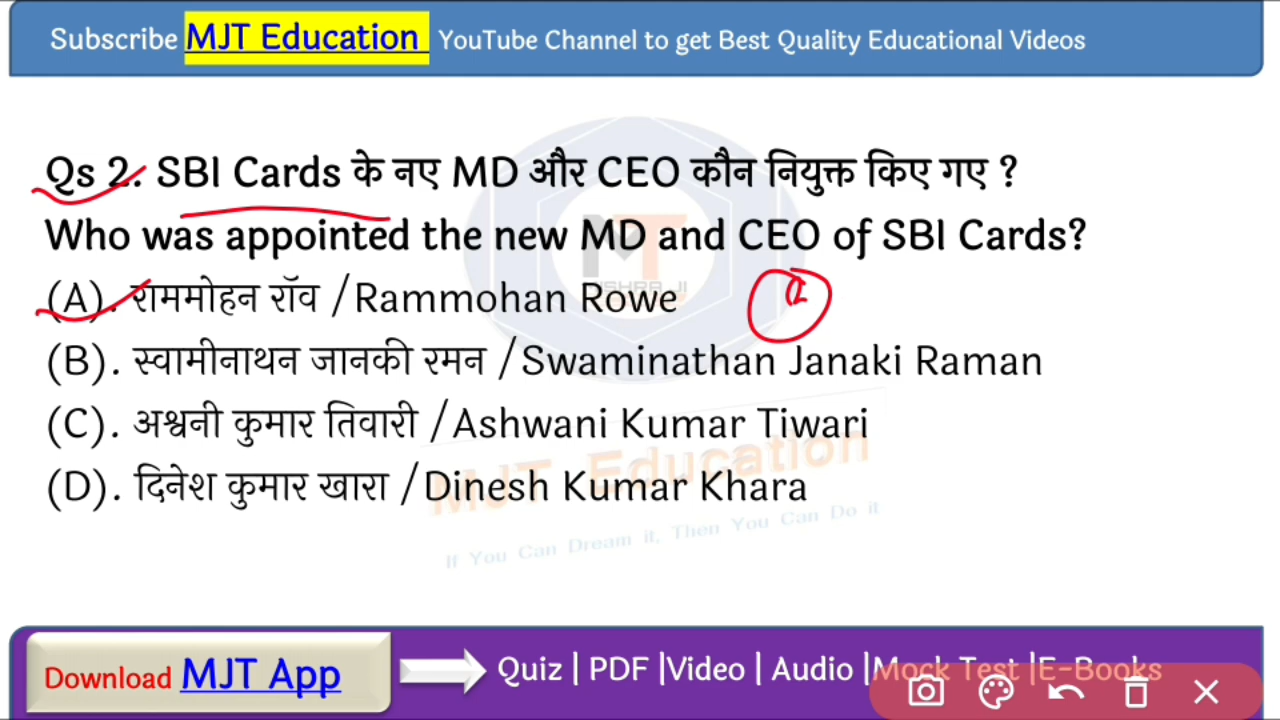 Subscribe MJT Education YouTube Channel to get Best Quality Educational Videos
Qs 2. SBI Cards के नए MD और CEO कौन नियुक्त किए गए ?
Who was appointed the new MD and CEO of SBI Cards?
(A). राममोहन रॉव /Rammohan Rowe
(B). स्वामीनाथन जानकी रमन /Swaminathan Janaki Raman
(C). अश्वनी कुमार तिवारी /Ashwani Kumar Tiwari
(D). दिनेश कुमार खारा /Dinesh Kumar Khara
MJT Education
If You Can Dream it, Then You Can Do it
Download MJT App
Quiz | PDF |Video | Audio |Mock Test |E-Books